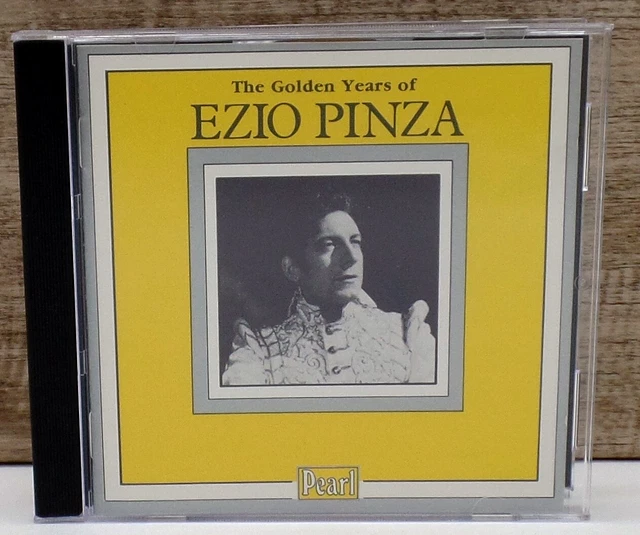 The Golden Years of
EZIO PINZA
Pearl